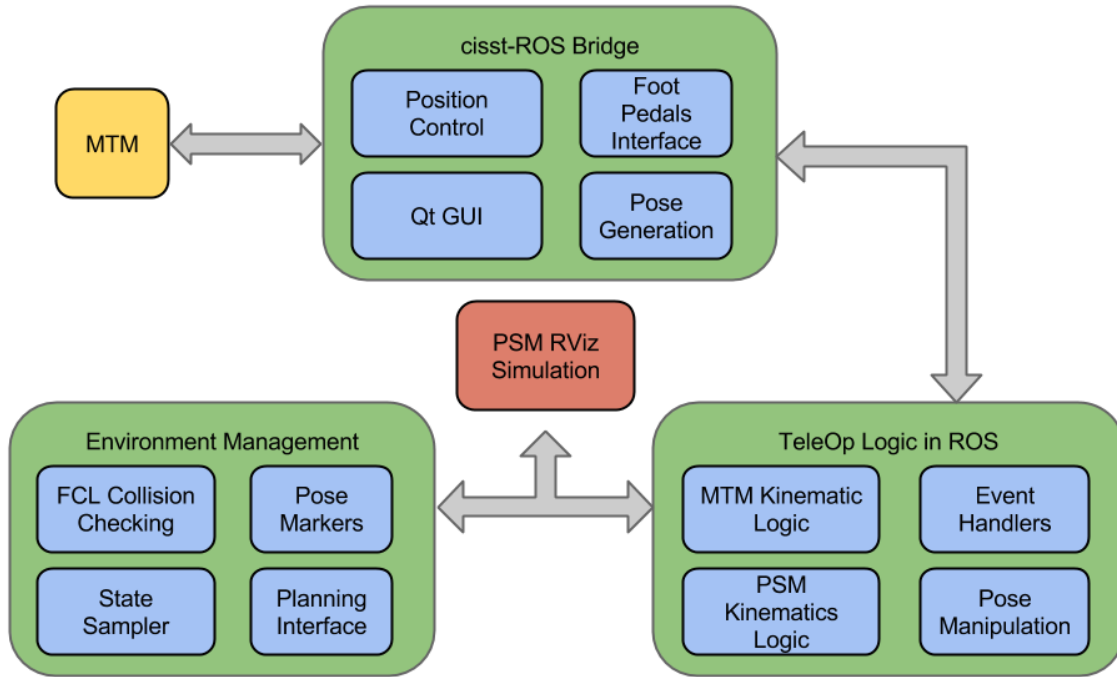 cisst-ROS Bridge
Position
Control
Foot
Pedals
Interface
MTM
Qt GUI
Pose
Generation
PSM RViz
Simulation
Environment Management
FCL Collision
Checking
Pose
Markers
State
Sampler
Planning
Interface
TeleOp Logic in ROS
MTM Kinematic
Logic
Event
Handlers
PSM
Kinematics
Logic
Pose
Manipulation